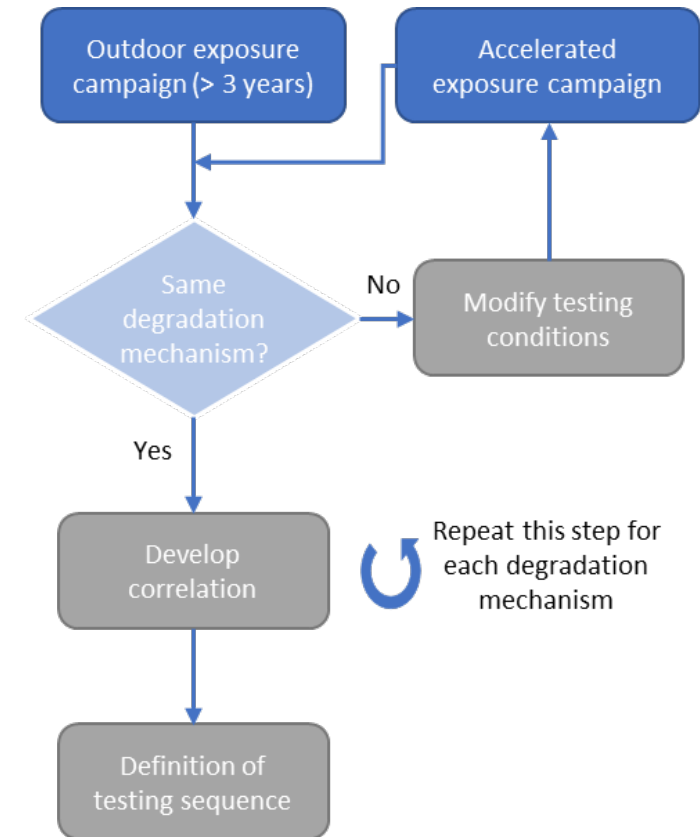 Outdoor exposure
campaign (> 3 years)
Accelerated
exposure campaign
Same
degradation
mechanism?
No
Modify testing
conditions
Yes
Develop
correlation
Repeat this step for
each degradation
mechanism
Definition of
testing sequence